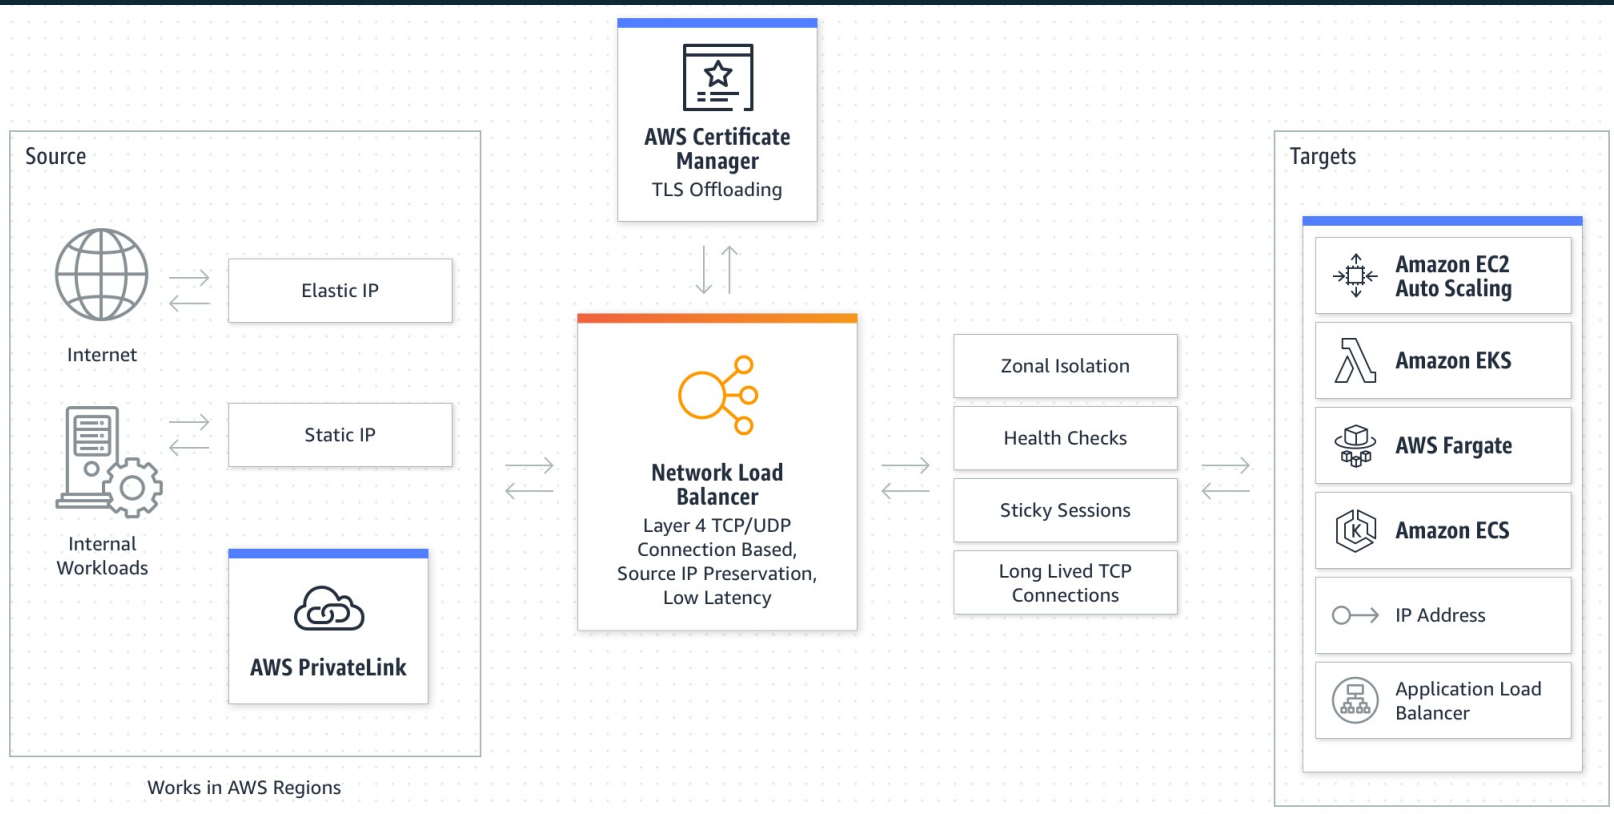 Source
Internet
Elastic IP
Internal
Workloads
Static IP
AWS PrivateLink
Works in AWS Regions
AWS Certificate
Manager
TLS Offloading
Network Load
Balancer
Layer 4 TCP/UDP
Connection Based,
Source IP Preservation,
Low Latency
Zonal Isolation
Health Checks
Sticky Sessions
Long Lived TCP
Connections
Targets
Amazon EC2
Auto Scaling
Amazon EKS
AWS Fargate
K
Amazon ECS
IP Address
Application Load
Balancer